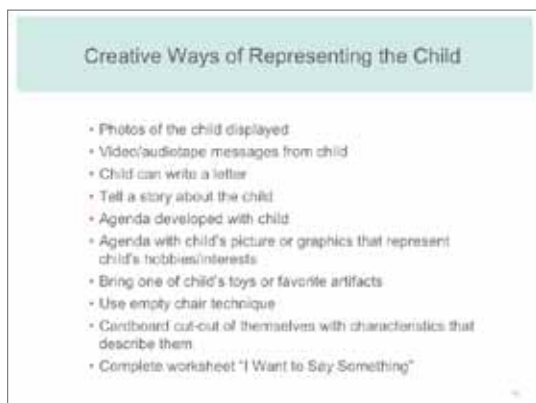 Creative Ways of Representing the Child
• Photos of the child displayed
• Video/audiotape messages from child
• Child can write a letter
• Tell a story about the child
• Agenda developed with child
• Agenda with child's picture or graphics that represent
child's hobbies/interests
• Bring one of child's toys or favorite artifacts
• Use empty chair technique
• Cardboard cut-out of themselves with characteristics that
describe them
• Complete worksheet "I Want to Say Something"